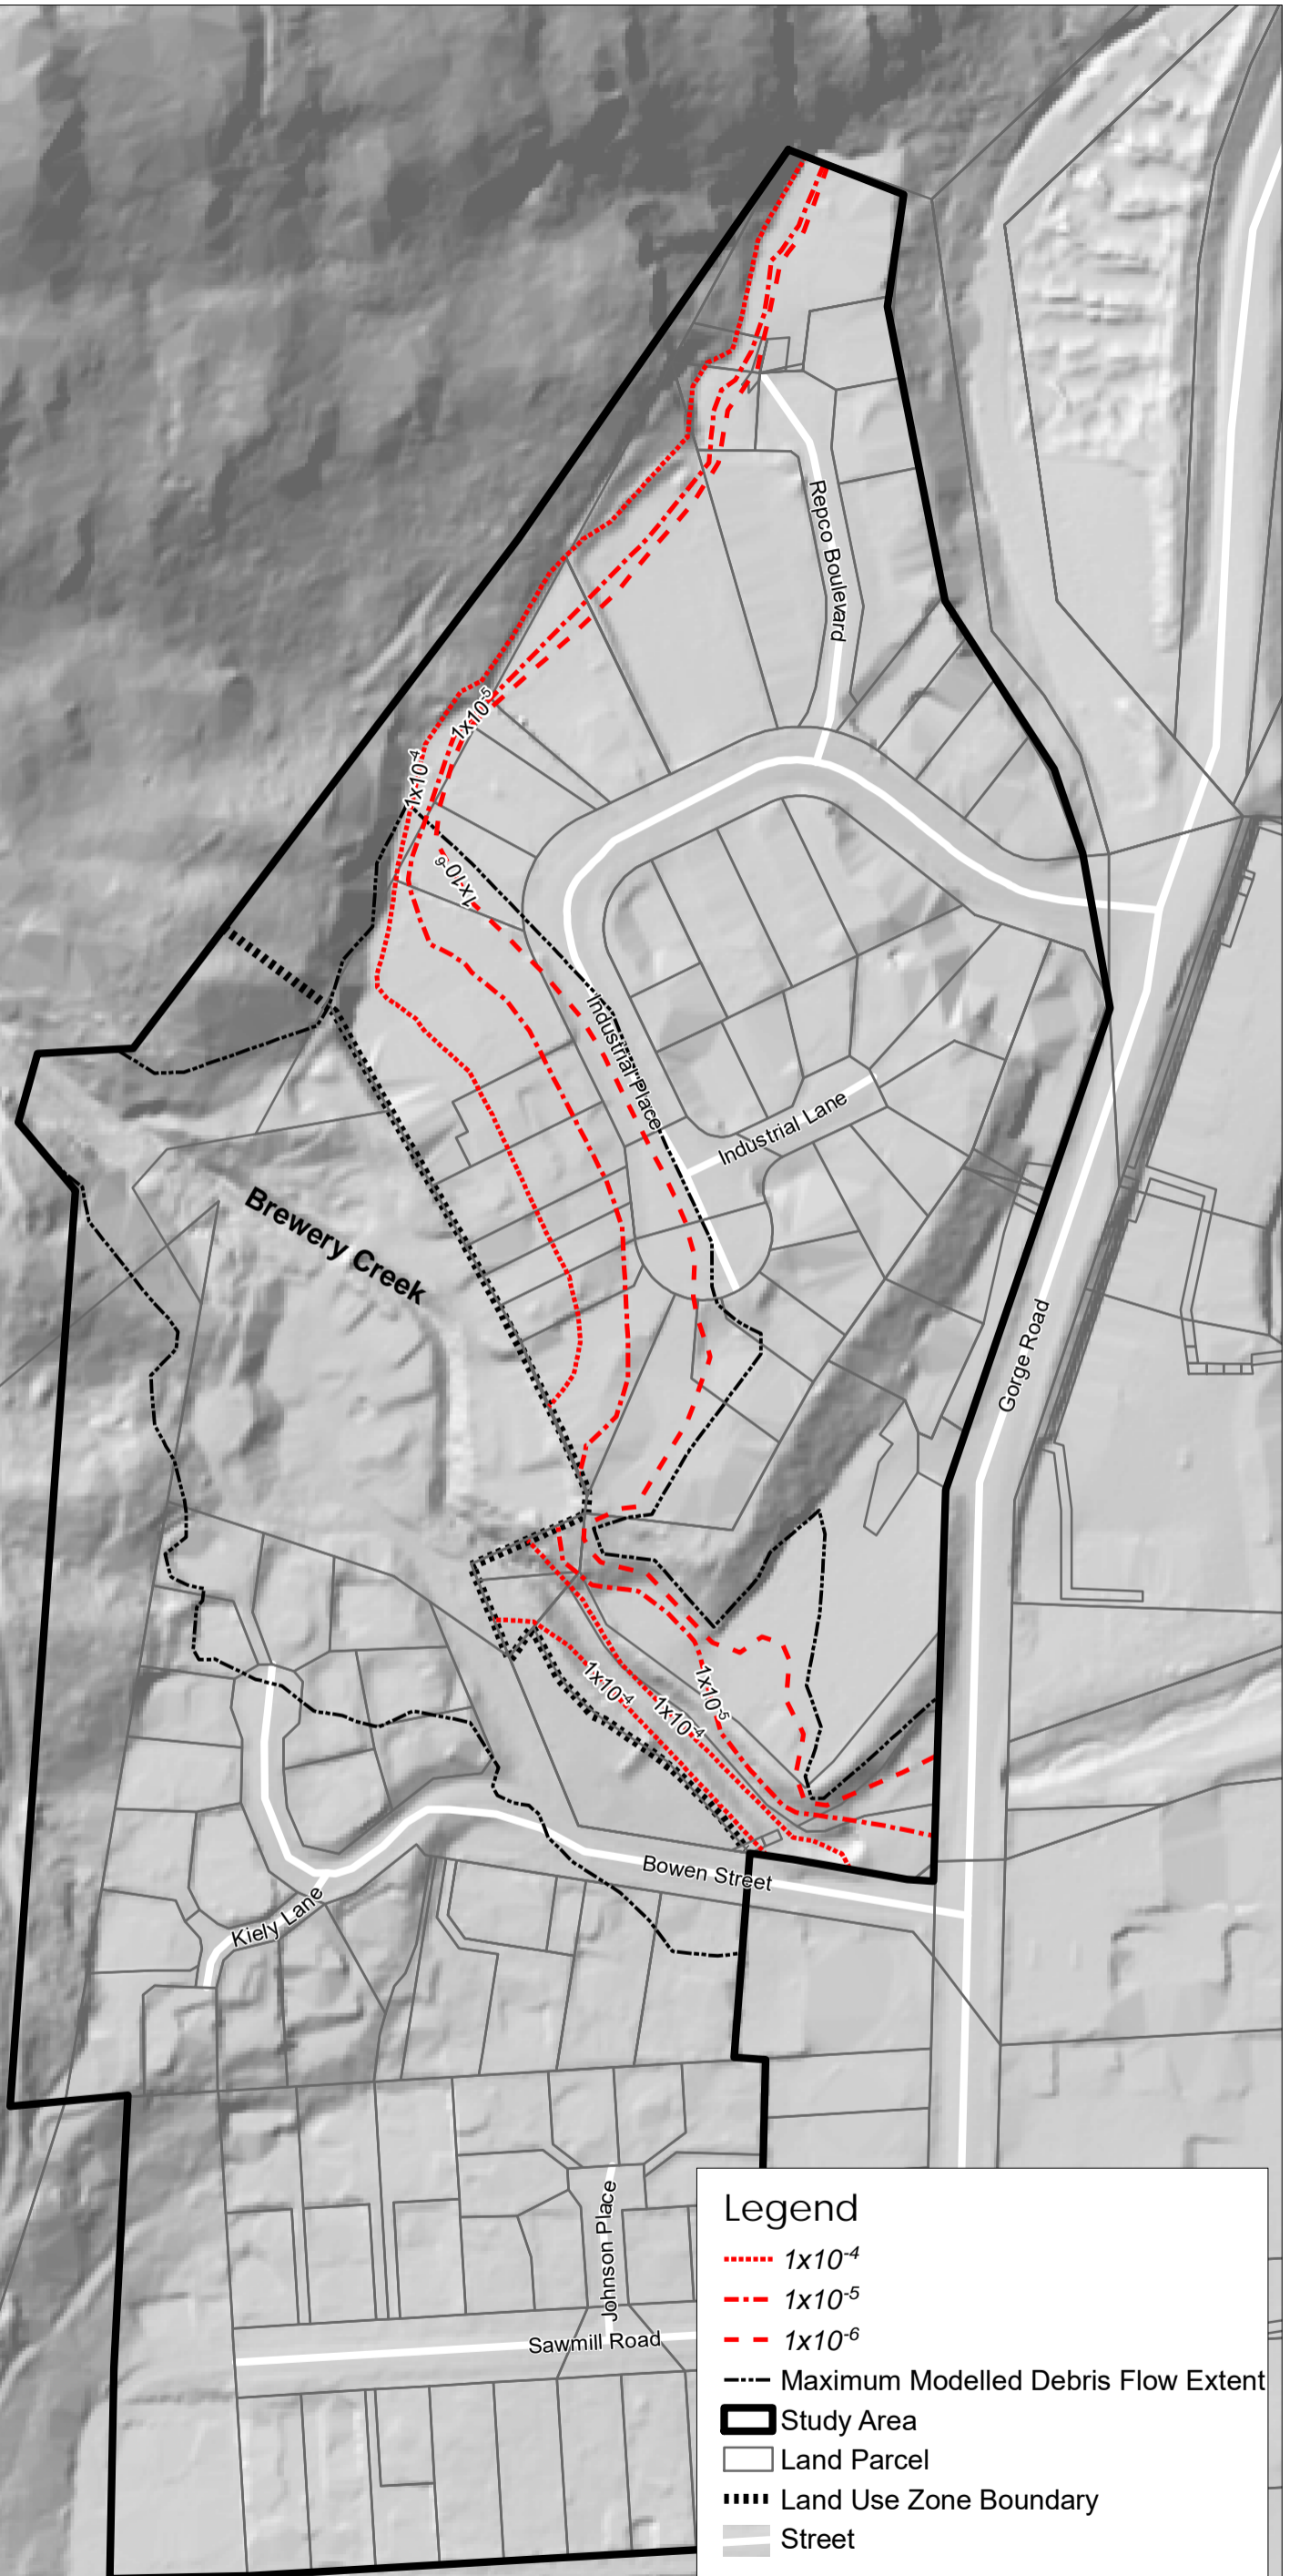 Repco Boulevard
1x10-5
1x10-4
1x10-6
Industrial Place
Industrial Lane
Brewery Creek
Gorge Road
1x10-4
1x10-4
1x10-5
Bowen Street
Kiely Lane
Johnson Place
Sawmill Road
Legend
1x10-4
1x10-5
1x10-6
Maximum Modelled Debris Flow Extent
Study Area
Land Parcel
Land Use Zone Boundary
Street